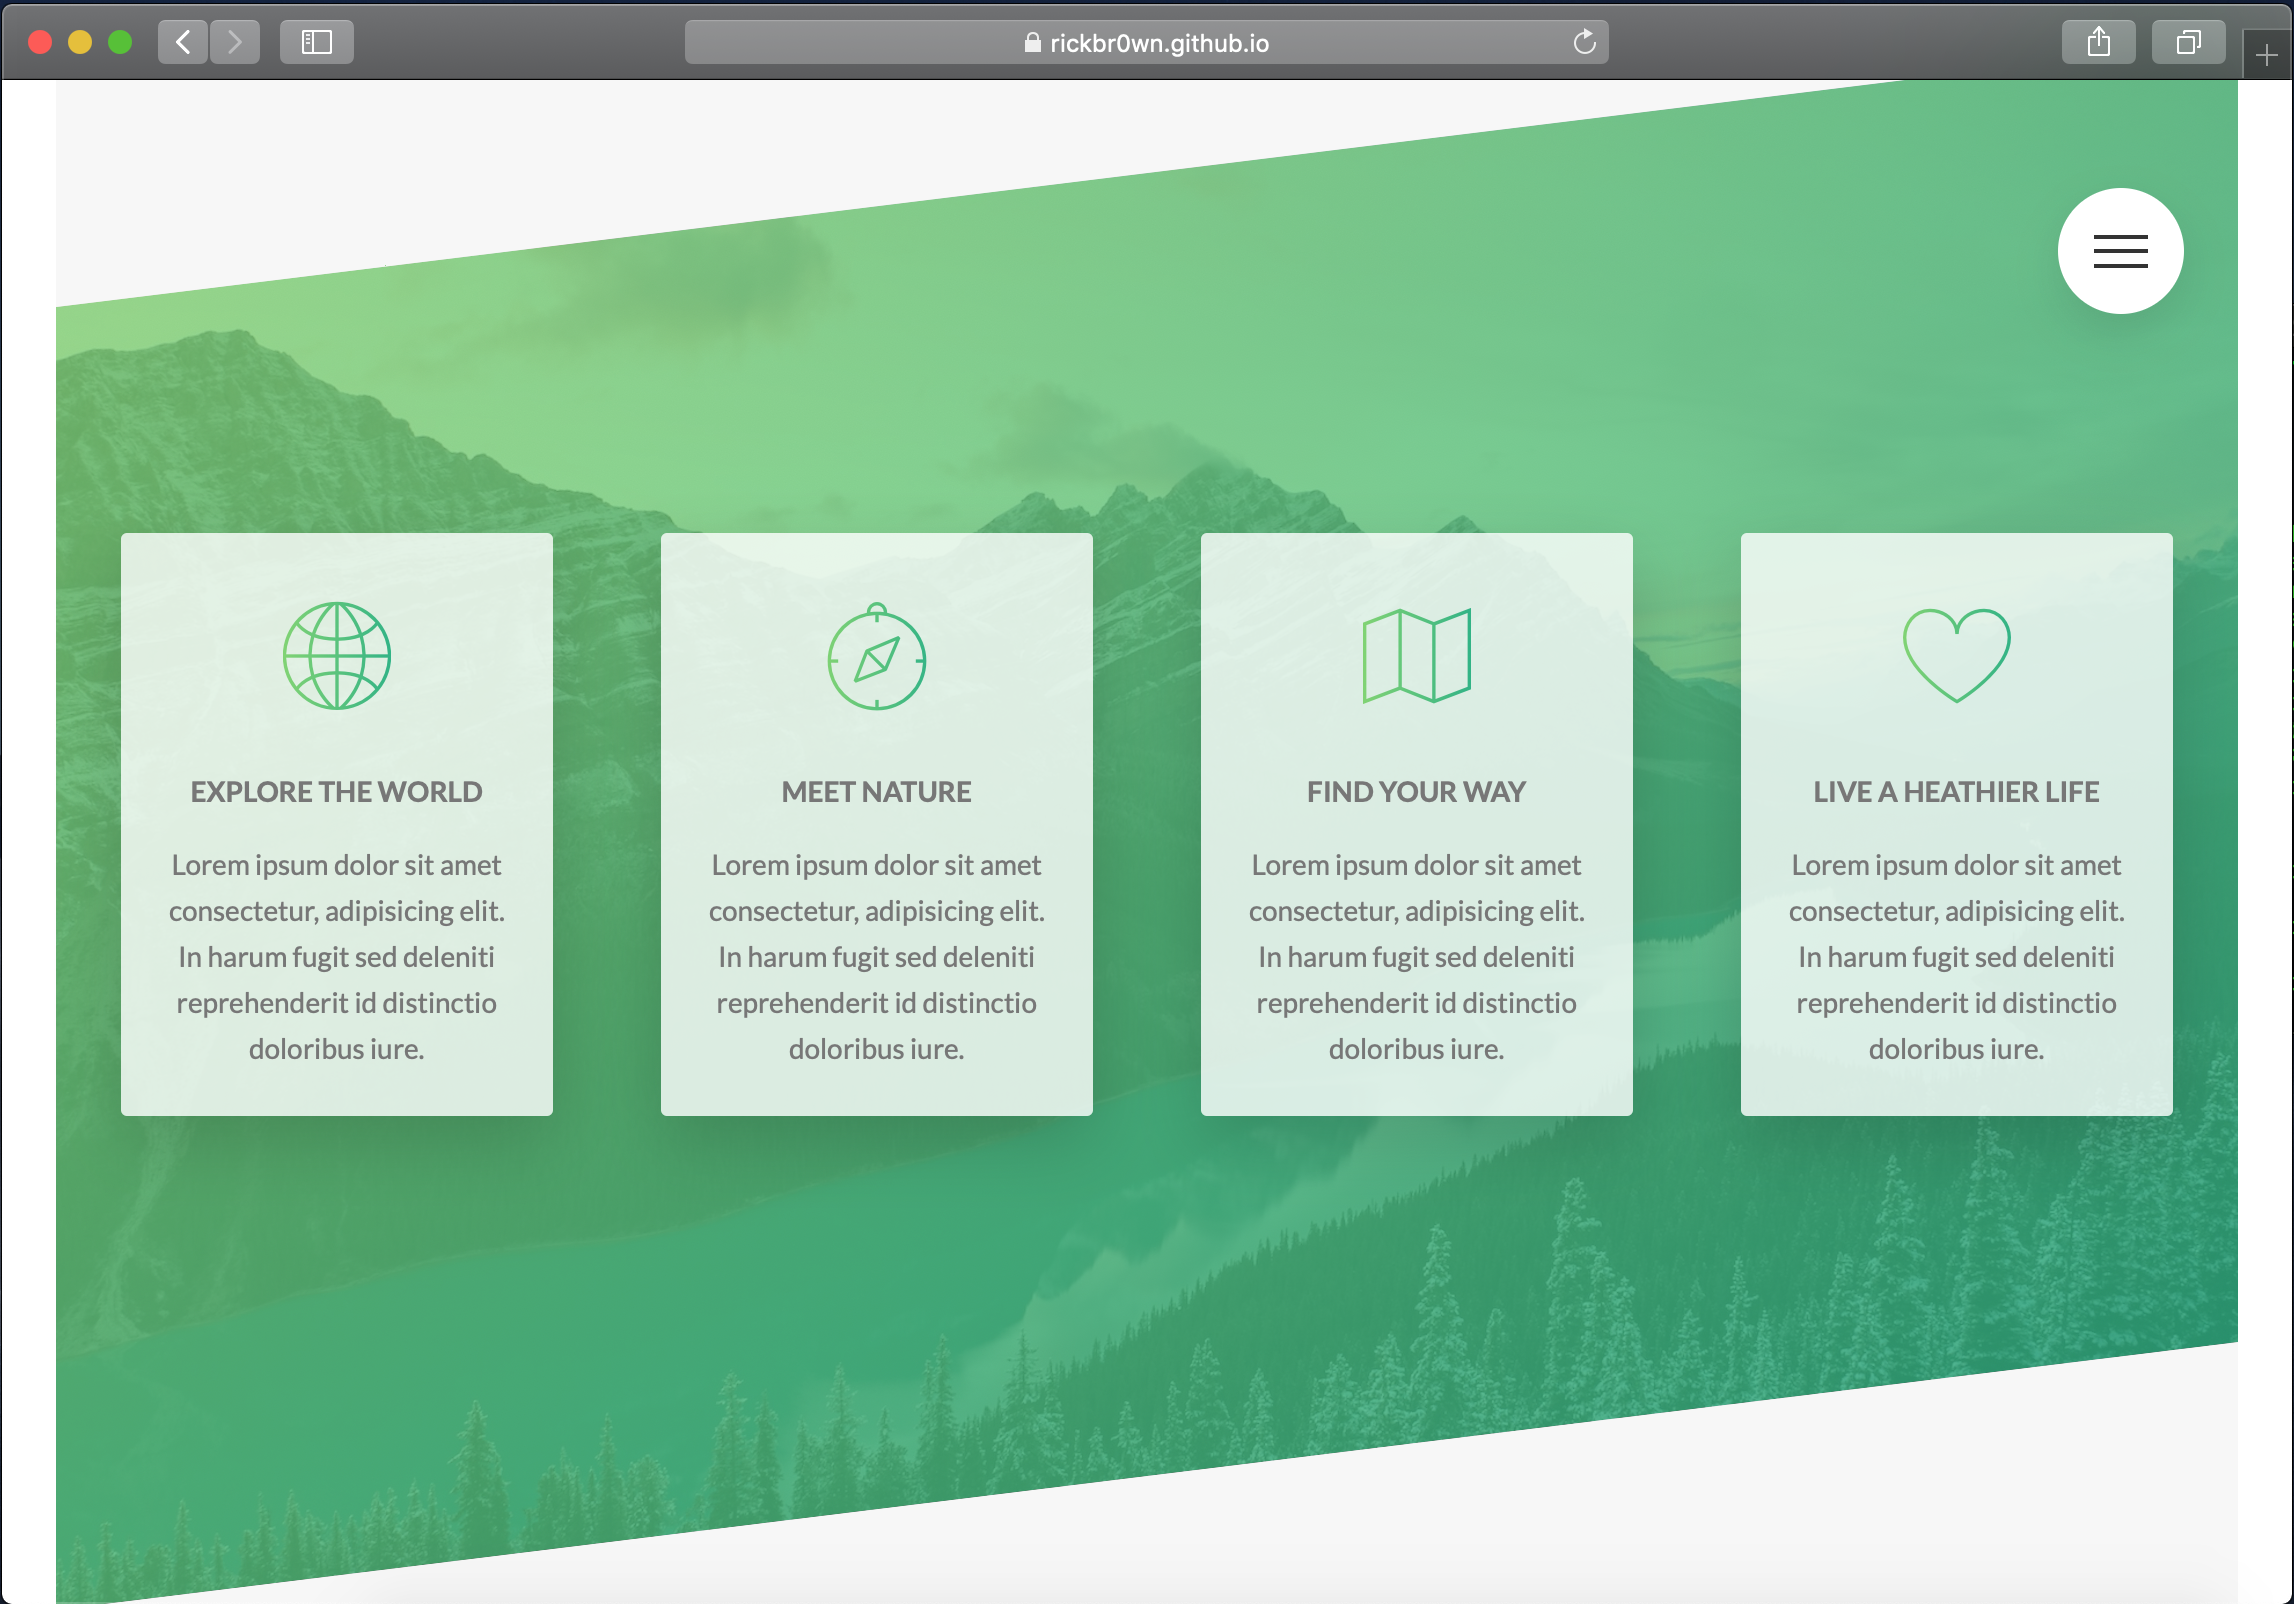 rickbr0wn.github.io
EXPLORE THE WORLD
Lorem ipsum dolor sit amet
consectetur, adipisicing elit.
In harum fugit sed deleniti
reprehenderit id distinctio
doloribus iure.
MEET NATURE
Lorem ipsum dolor sit amet
consectetur, adipisicing elit.
In harum fugit sed deleniti
reprehenderit id distinctio
doloribus iure.
FIND YOUR WAY
Lorem ipsum dolor sit amet
consectetur, adipisicing elit.
In harum fugit sed deleniti
reprehenderit id distinctio
doloribus iure.
LIVE A HEATHIER LIFE
Lorem ipsum dolor sit amet
consectetur, adipisicing elit.
In harum fugit sed deleniti
reprehenderit id distinctio
doloribus iure.